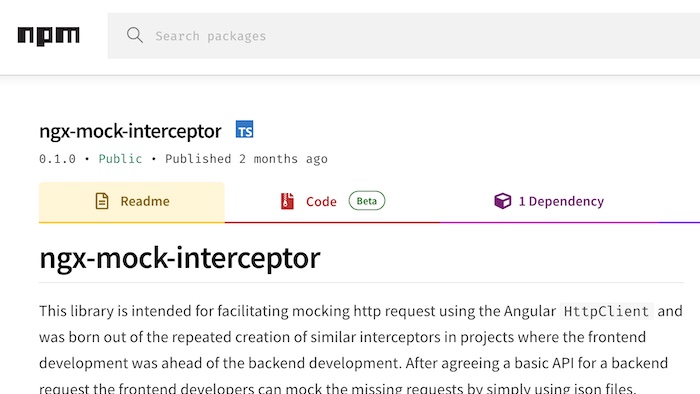 npm
Search packages
ngx-mock-interceptor TS
0.1.0 • Public • Published 2 months ago
Readme Code Beta 1 Dependency
ngx-mock-interceptor
This library is intended for facilitating mocking http request using the Angular HttpClient and
was born out of the repeated creation of similar interceptors in projects where the frontend
development was ahead of the backend development. After agreeing a basic API for a backend
request the frontend developers can mock the missing requests by simply using json files.